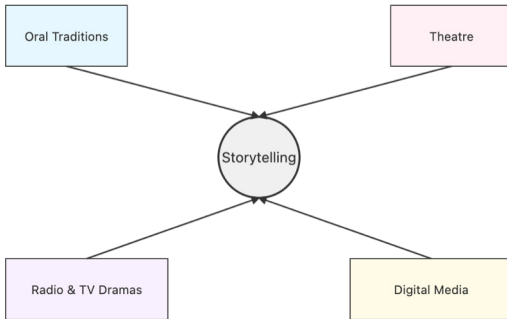 Oral Traditions
Theatre
Storytelling
Radio & TV Dramas
Digital Media